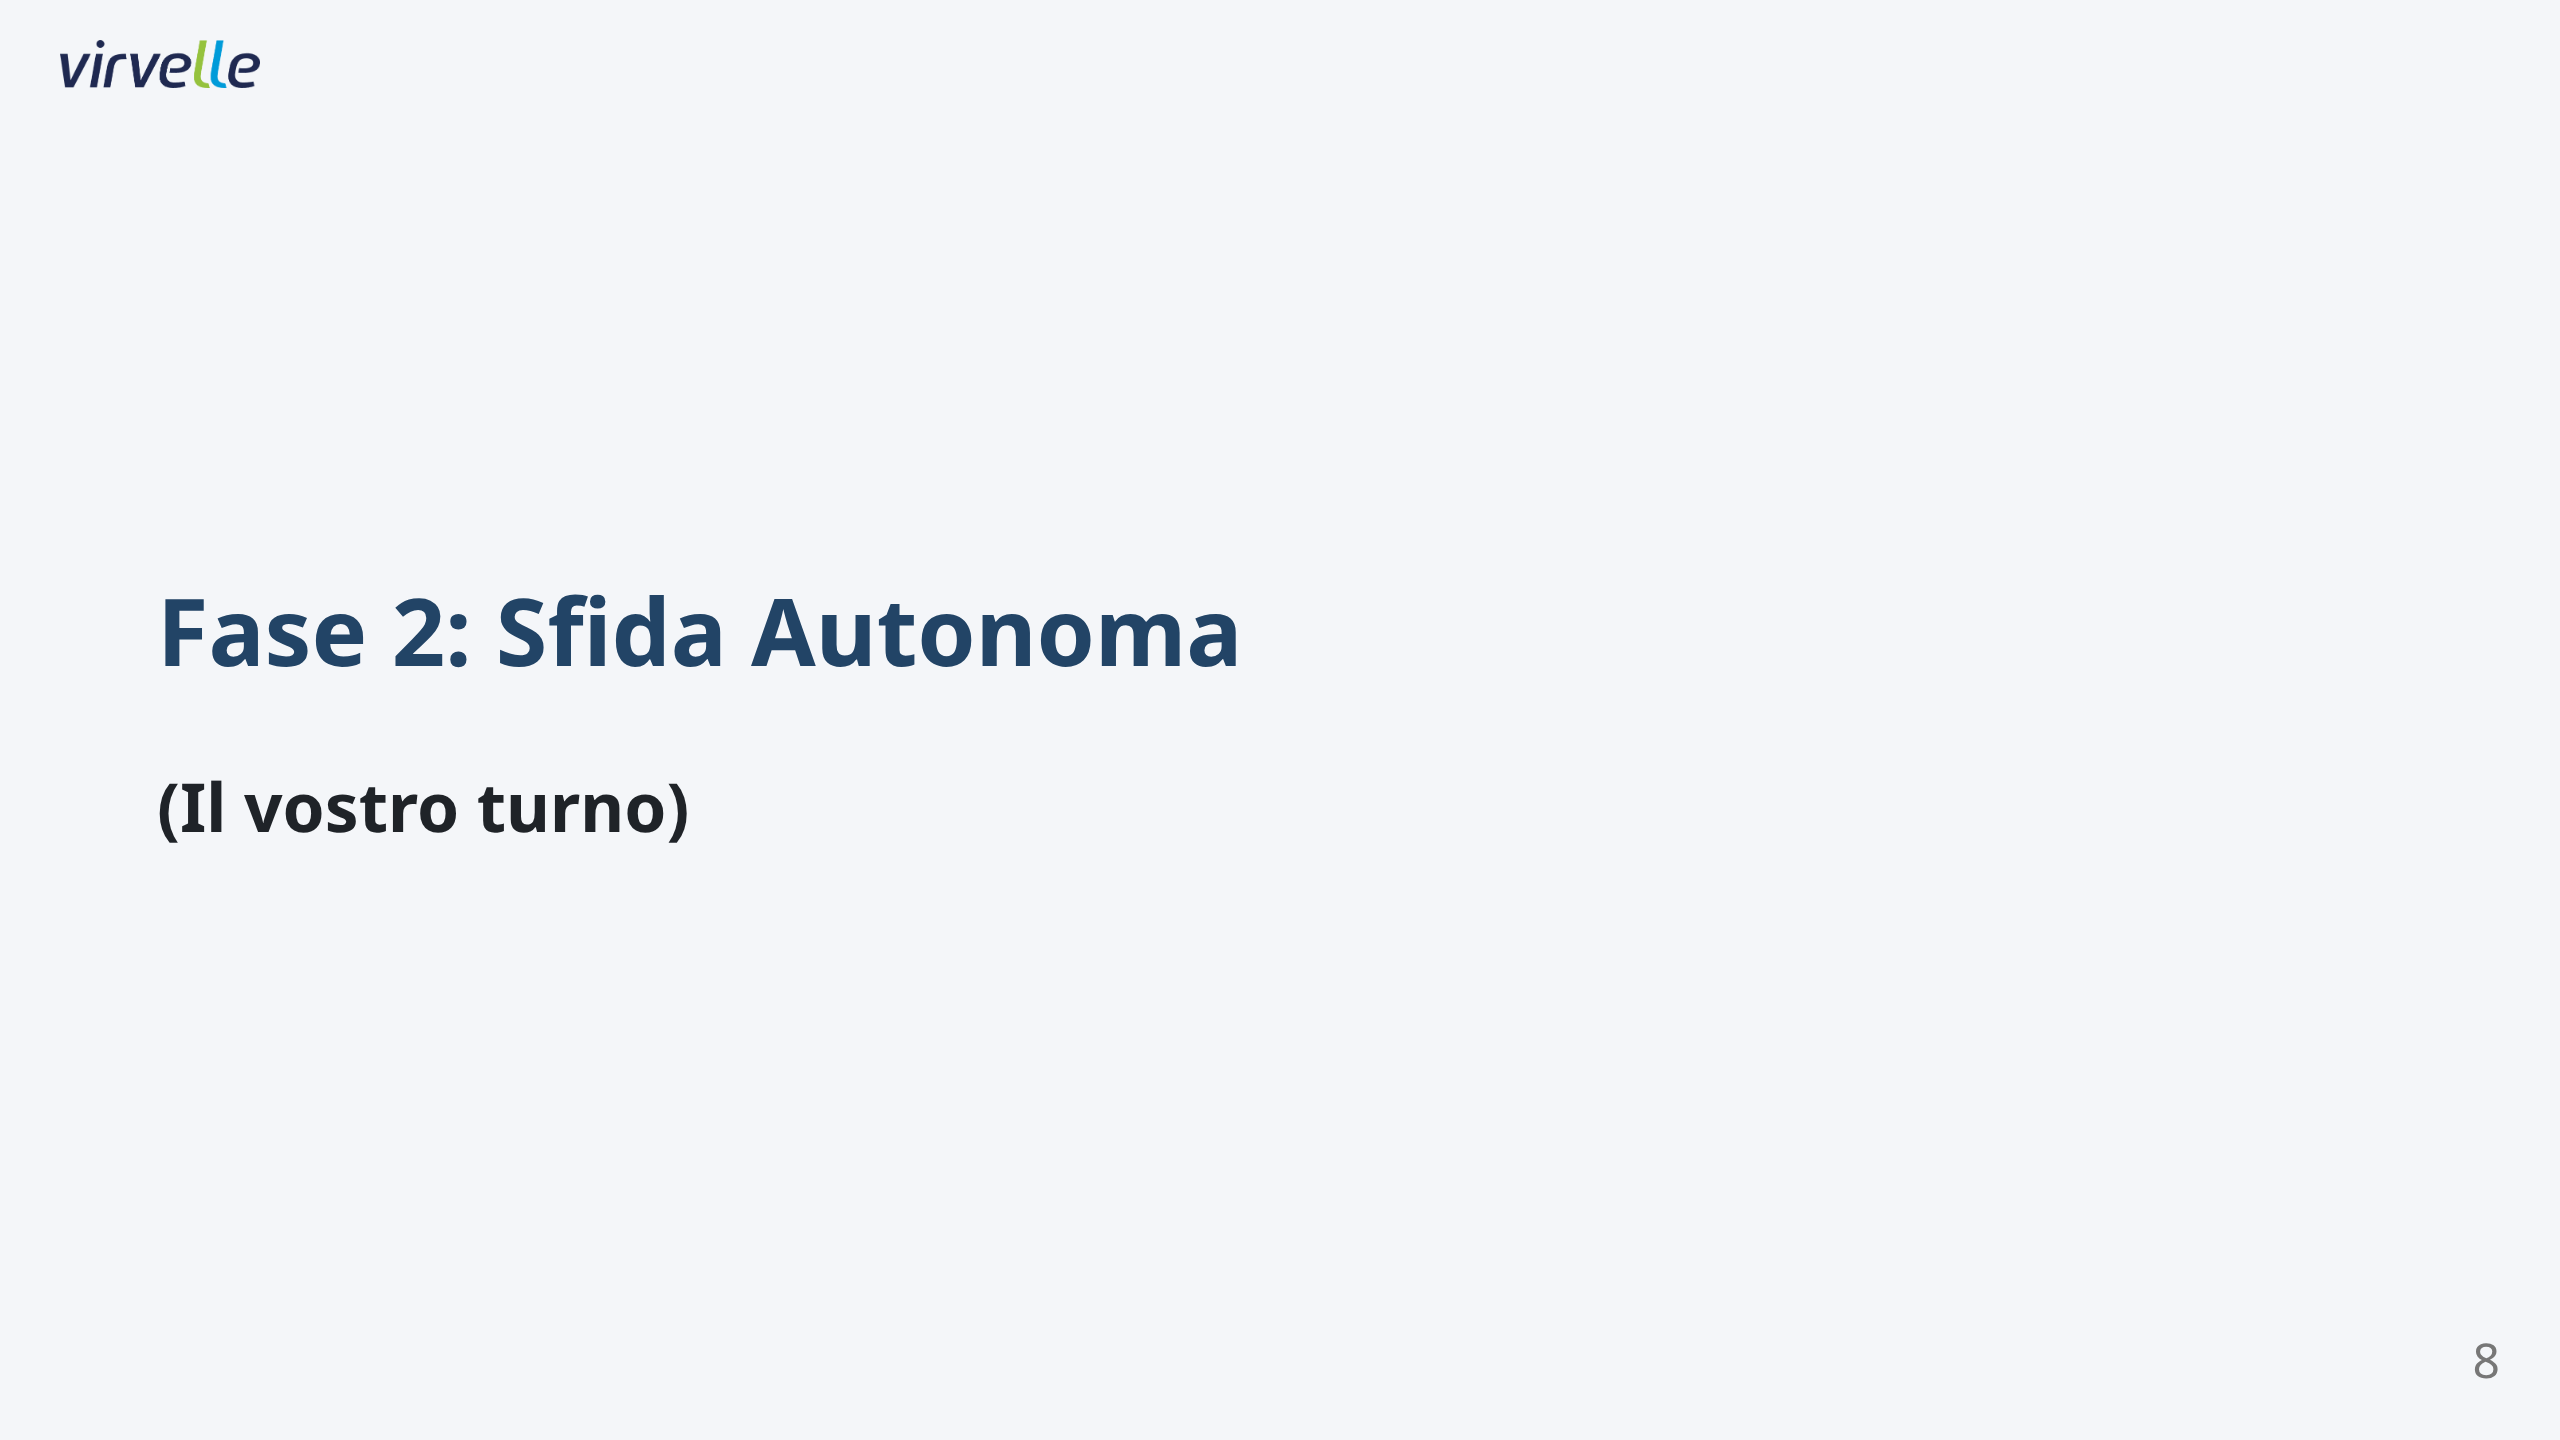 virvelle
Fase 2: Sfida Autonoma
(Il vostro turno)
8